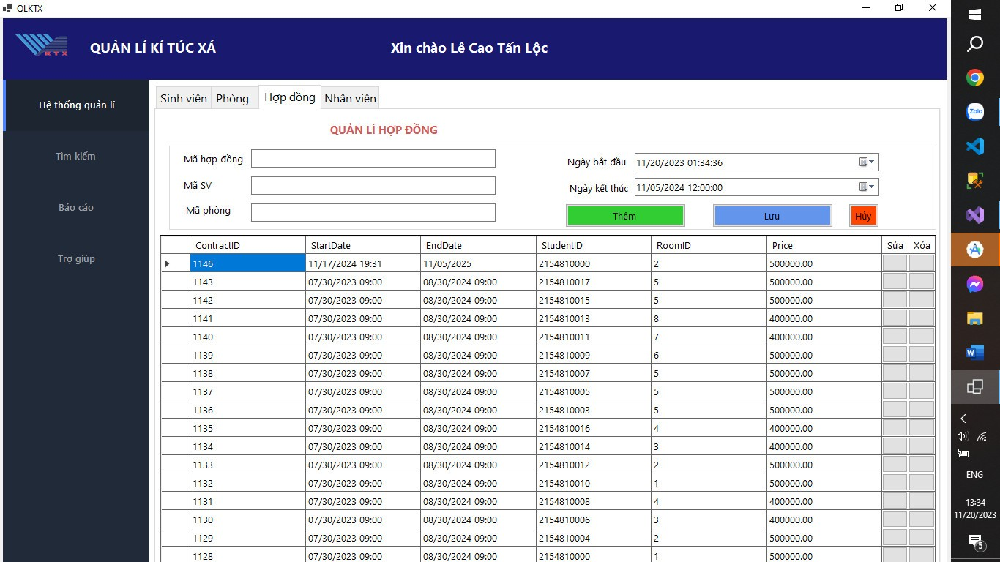 QLKTX
KTX
QUẢN LÍ KÍ TÚC XÁ
Xin chào Lê Cao Tấn Lộc
Hệ thống quản lí
Tìm kiếm
Báo cáo
Trợ giúp
Sinh viên Phòng Hợp đồng Nhân viên
QUẢN LÍ HỢP ĐỒNG
Mã hợp đồng
Mã SV
Mã phòng
Ngày bắt đầu 11/20/2023 01:34:36
Ngày kết thúc 11/05/2024 12:00:00
Thêm Lưu Hủy
ContractID StartDate EndDate StudentID RoomID Price Sửa Xóa
1146 11/17/2024 19:31 11/05/2025 2154810000 2 500000.00
1143 07/30/2023 09:00 08/30/2024 09:00 2154810017 5 500000.00
1142 07/30/2023 09:00 08/30/2024 09:00 2154810015 5 500000.00
1141 07/30/2023 09:00 08/30/2024 09:00 2154810013 8 400000.00
1140 07/30/2023 09:00 08/30/2024 09:00 2154810011 7 400000.00
1139 07/30/2023 09:00 08/30/2024 09:00 2154810009 6 500000.00
1138 07/30/2023 09:00 08/30/2024 09:00 2154810007 5 500000.00
1137 07/30/2023 09:00 08/30/2024 09:00 2154810005 5 500000.00
1136 07/30/2023 09:00 08/30/2024 09:00 2154810003 5 500000.00
1135 07/30/2023 09:00 08/30/2024 09:00 2154810016 4 400000.00
1134 07/30/2023 09:00 08/30/2024 09:00 2154810014 3 400000.00
1133 07/30/2023 09:00 08/30/2024 09:00 2154810012 2 500000.00
1132 07/30/2023 09:00 08/30/2024 09:00 2154810010 1 500000.00
1131 07/30/2023 09:00 08/30/2024 09:00 2154810008 4 400000.00
1130 07/30/2023 09:00 08/30/2024 09:00 2154810006 3 400000.00
1129 07/30/2023 09:00 08/30/2024 09:00 2154810004 2 500000.00
1128 07/30/2023 09:00 08/30/2024 09:00 2154810000 1 500000.00
Zalo
W
ENG
13:34
11/20/2023
5